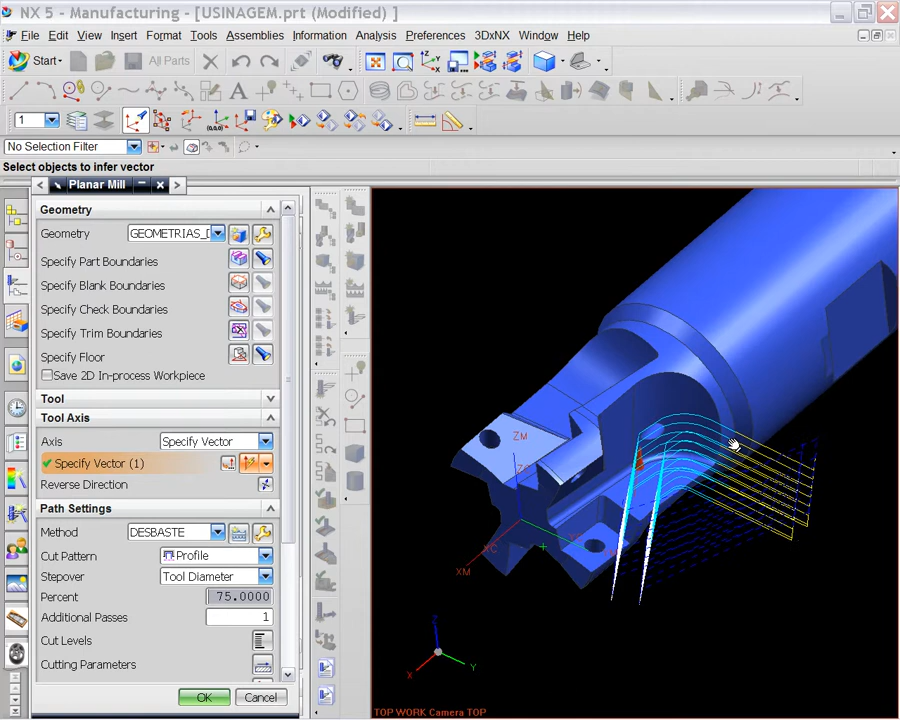 NX 5 - Manufacturing - [USINAGEM.prt (Modified) ]
File Edit View Insert Format Tools Assemblies Information Analysis Preferences 3DxNX Window Help
Start All Parts
1
No Selection Filter
Select objects to infer vector
Planar Mill
Geometry
Geometry GEOMETRIAS_D
Specify Part Boundaries
Specify Blank Boundaries
Specify Check Boundaries
Specify Trim Boundaries
Specify Floor
Save 2D In-process Workpiece
Tool
Tool Axis
Axis Specify Vector
Specify Vector (1)
Reverse Direction
Path Settings
Method DESBASTE
Cut Pattern Profile
Stepover Tool Diameter
Percent 75.0000
Additional Passes 1
Cut Levels
Cutting Parameters
OK Cancel
ZM
XC
XM
Z
X Y
TOP WORK Camera TOP